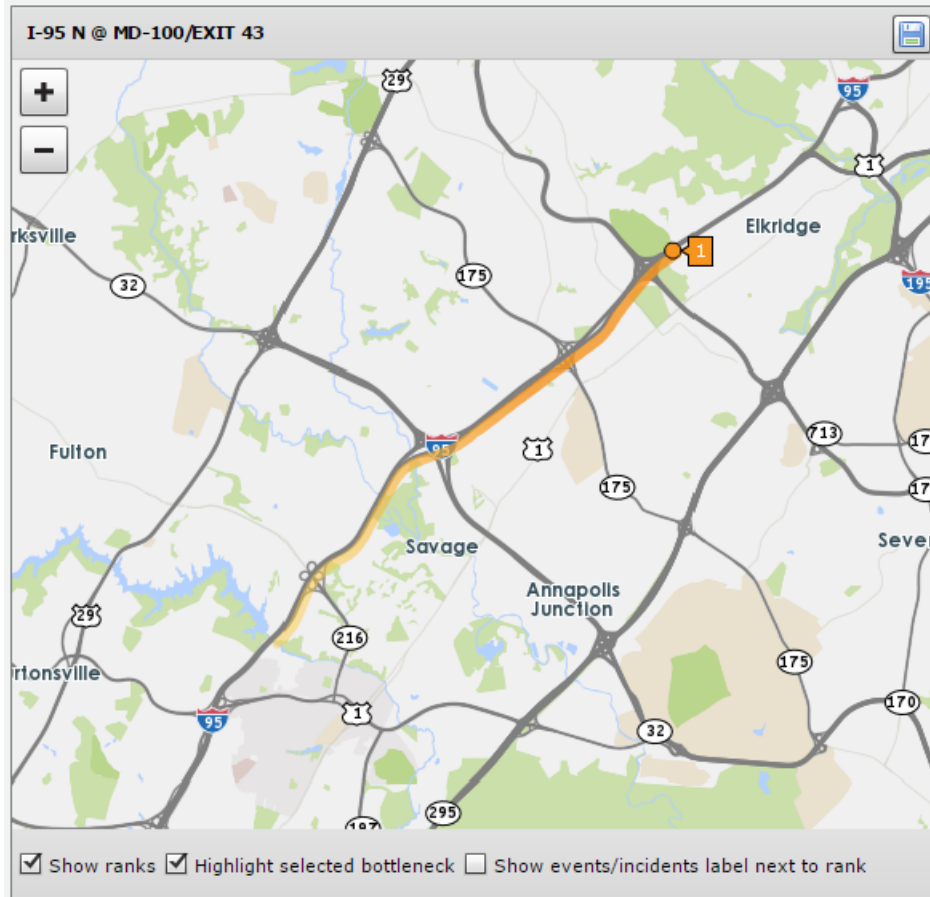 I-95 N @ MD-100/EXIT 43
+
−
29
95
1
Elkridge
rksville
1
32
175
195
713
Fulton
95
1
17
175
17
Savage
Seve
Annapolis
Junction
29
216
175
rtonsville
170
95
1
32
295
197
Show ranks Highlight selected bottleneck Show events/incidents label next to rank